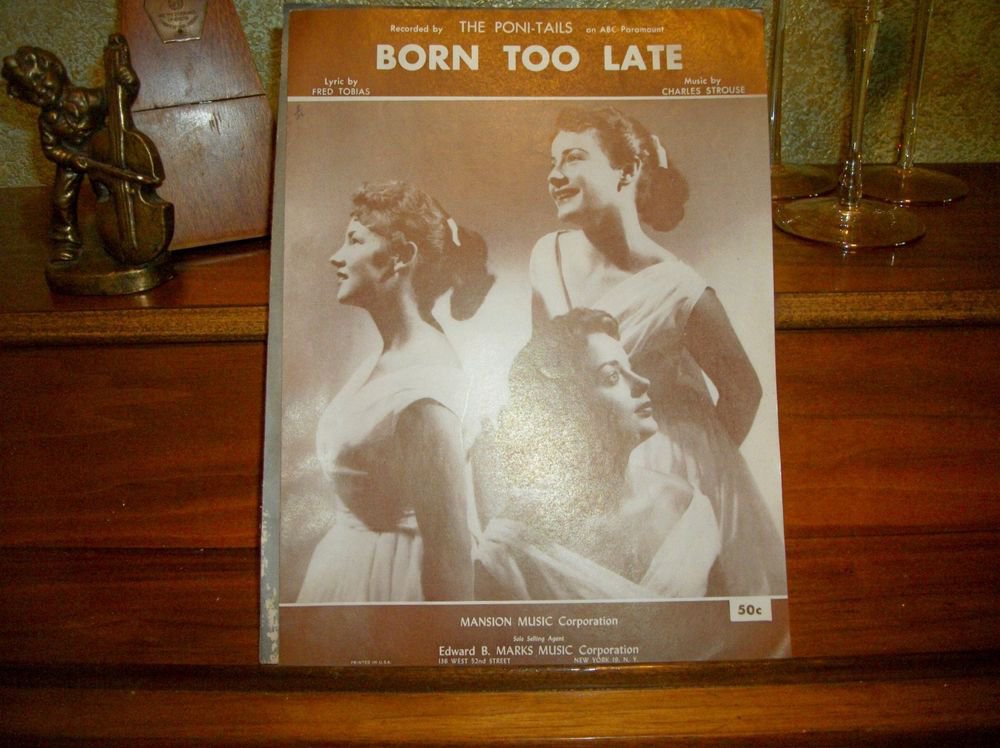 Recorded by THE PONI-TAILS on ABC Paramount
BORN TOO LATE
Lyric by
FRED TOBIAS
Music by
CHARLES STROUSE
50c
MANSION MUSIC Corporation
Sole Selling Agent
Edward B. MARKS MUSIC Corporation
136 WEST 52nd STREET NEW YORK 19, N. Y.
PRINTED IN U.S.A.